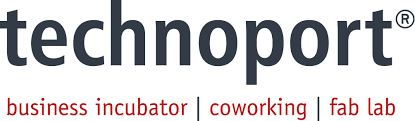 technoport®
business incubator | coworking | fab lab